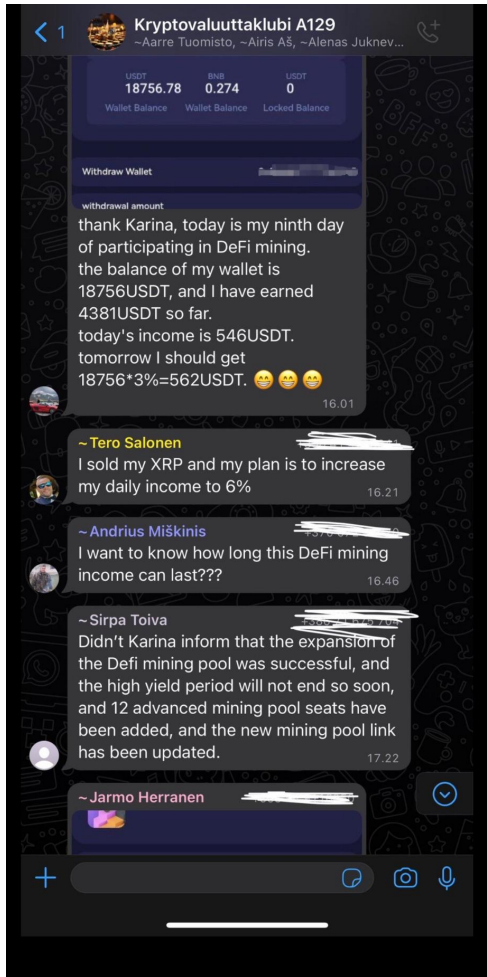 1
Kryptovaluuttaklubi A129
~Aarre Tuomisto, ~Airis Aš, ~Alenas Juknev...
USDT BNB USDT
18756.78 0.274 0
Wallet Balance Wallet Balance Locked Balance
Withdraw Wallet
withdrawal amount
thank Karina, today is my ninth day
of participating in DeFi mining.
the balance of my wallet is
18756USDT, and I have earned
4381USDT so far.
today's income is 546USDT.
tomorrow I should get
18756*3%=562USDT. 😁 😁 😁
16.01
~Tero Salonen
I sold my XRP and my plan is to increase
my daily income to 6%
16.21
~Andrius Miškinis
I want to know how long this DeFi mining
income can last???
16.46
~Sirpa Toiva
Didn't Karina inform that the expansion of
the Defi mining pool was successful, and
the high yield period will not end so soon,
and 12 advanced mining pool seats have
been added, and the new mining pool link
has been updated.
17.22
~Jarmo Herranen